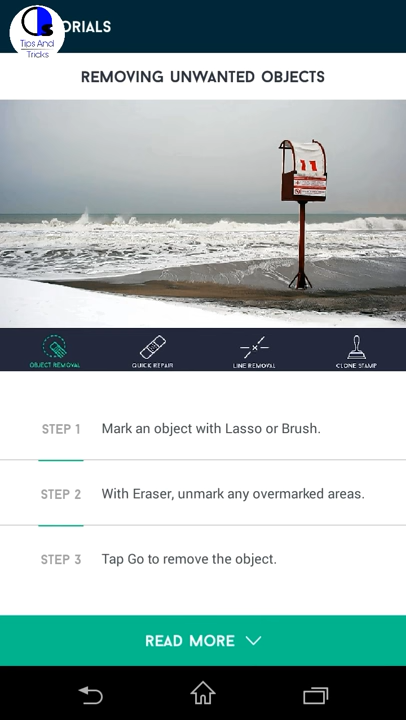 ORIALS
Tips And
Tricks
REMOVING UNWANTED OBJECTS
11
OBJECT REMOVAL
QUICK REPAIR
LINE REMOVAL
CLONE STAMP
STEP 1 Mark an object with Lasso or Brush.
STEP 2 With Eraser, unmark any overmarked areas.
STEP 3 Tap Go to remove the object.
READ MORE